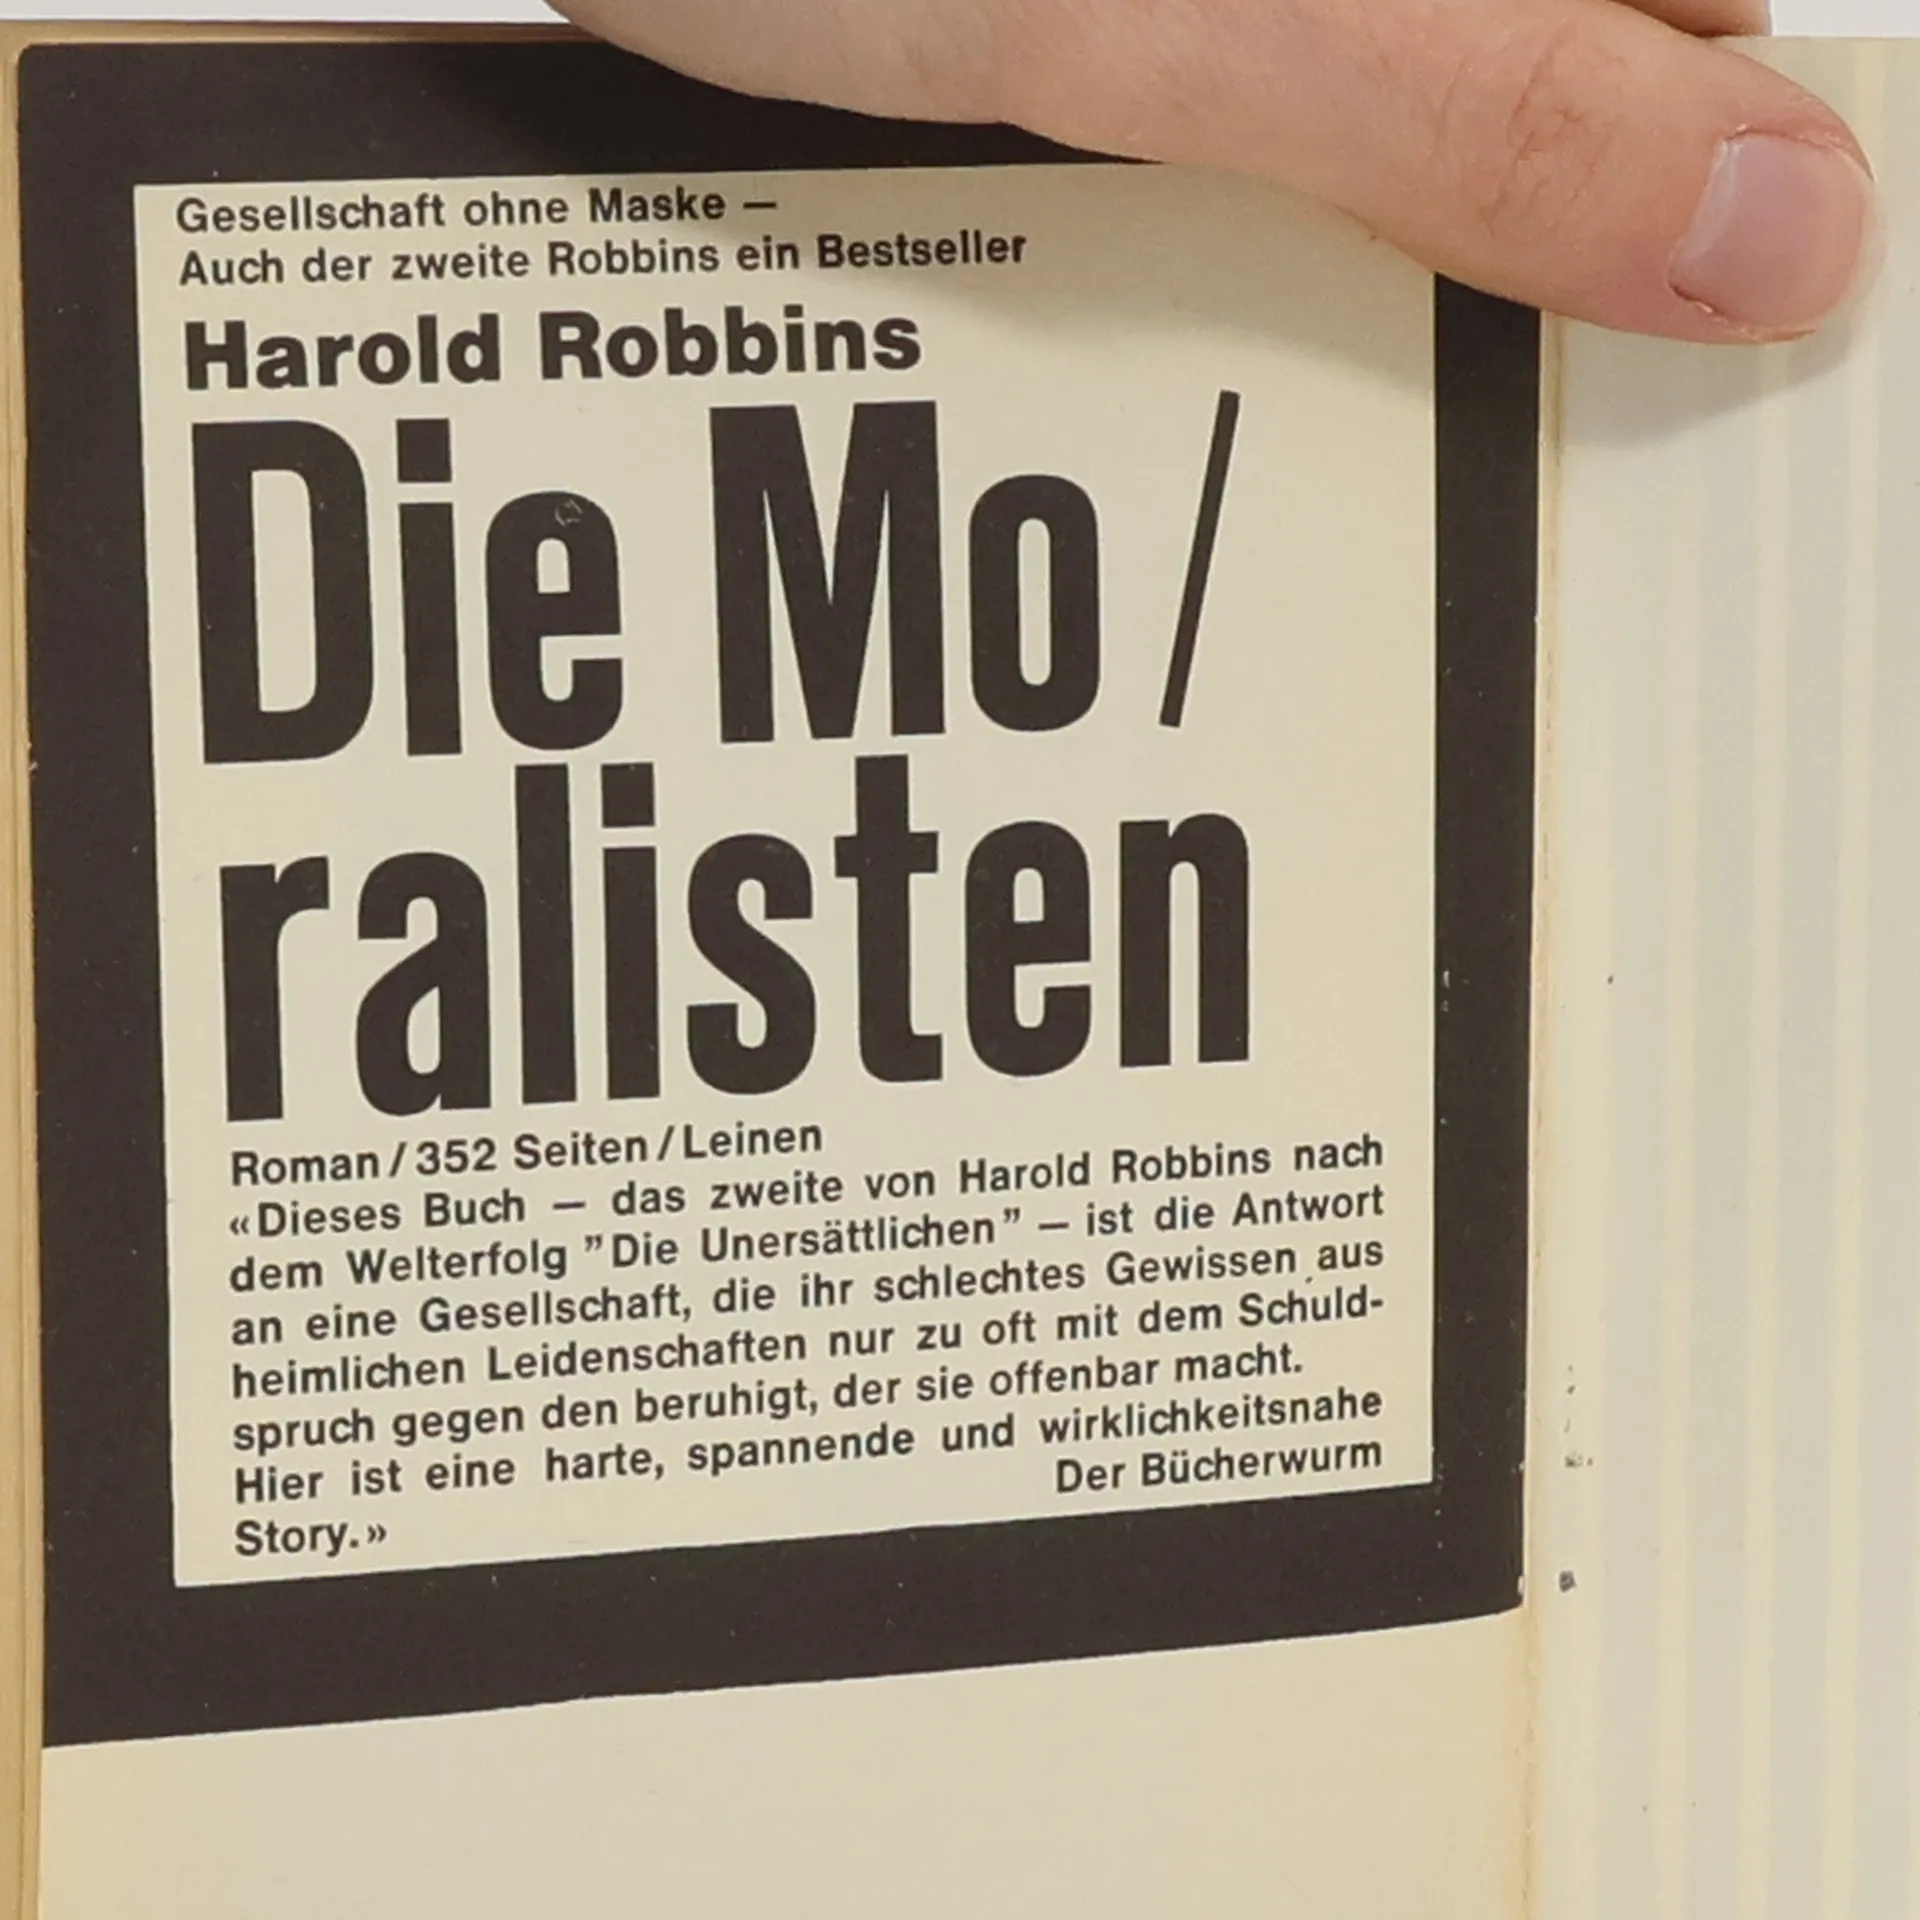 Gesellschaft ohne Maske —
Auch der zweite Robbins ein Bestseller
Harold Robbins
Die Mo/
ralisten
Roman/352 Seiten/Leinen
«Dieses Buch — das zweite von Harold Robbins nach
dem Welterfolg ”Die Unersättlichen” — ist die Antwort
an eine Gesellschaft, die ihr schlechtes Gewissen aus
heimlichen Leidenschaften nur zu oft mit dem Schuld-
spruch gegen den beruhigt, der sie offenbar macht.
Hier ist eine harte, spannende und wirklichkeitsnahe
Story.» Der Bücherwurm